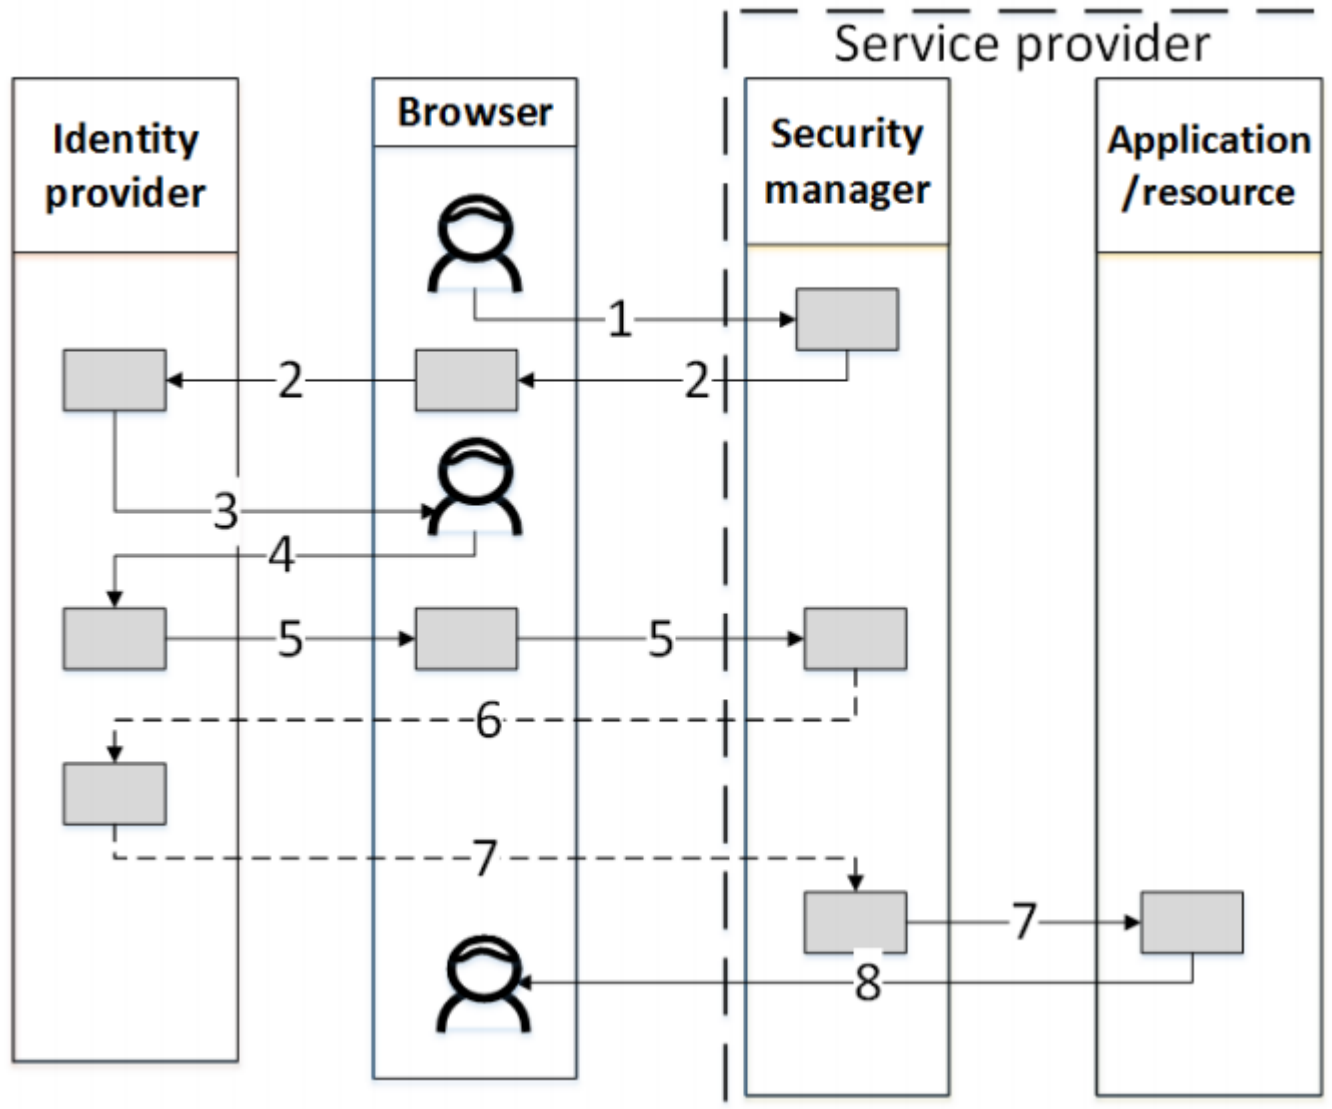 Service provider
Identity
provider
Browser
Security
manager
Application
/resource
1
2
2
3
4
5
5
6
7
7
8